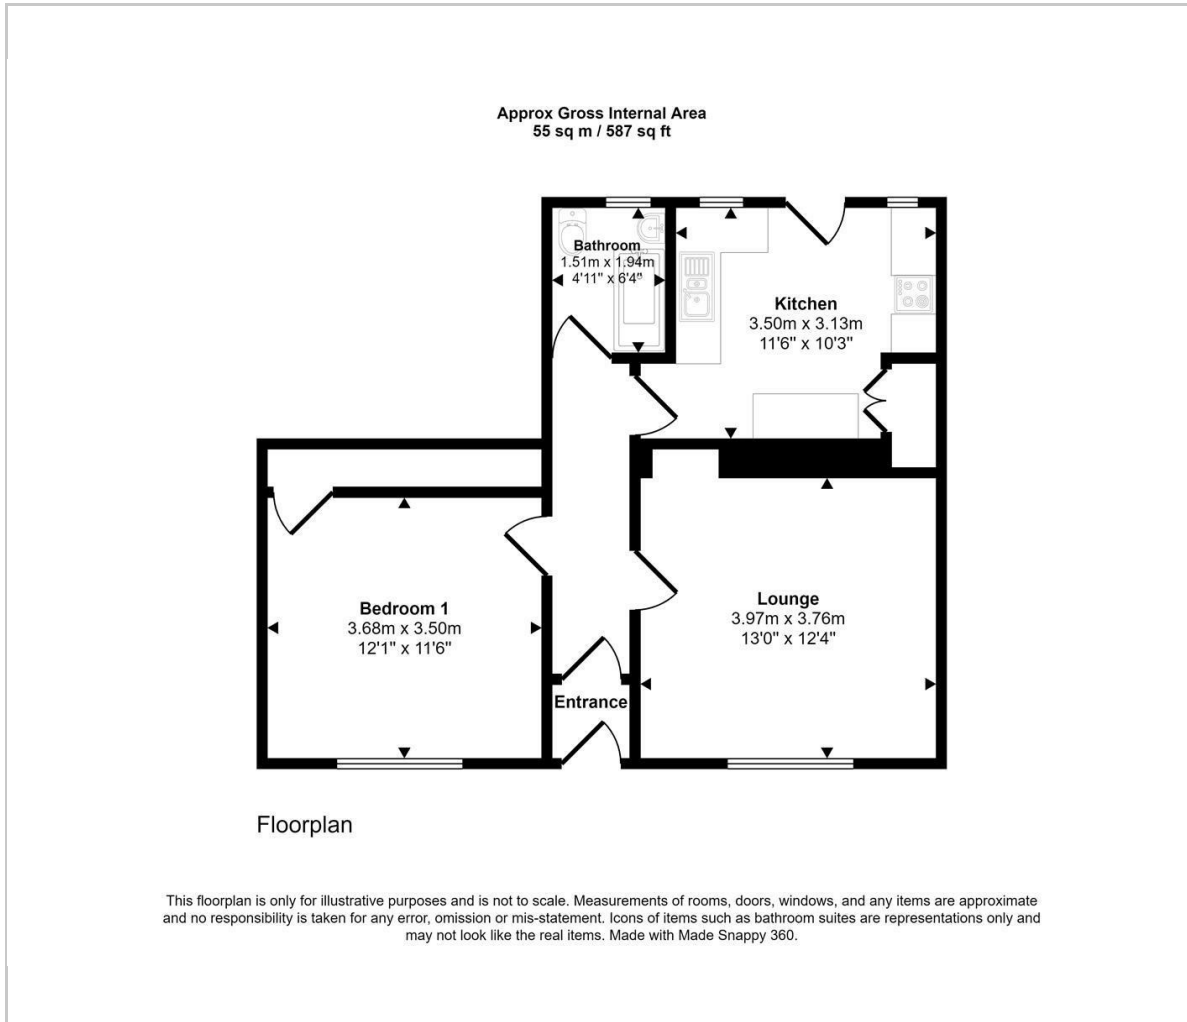 Approx Gross Internal Area
55 sq m / 587 sq ft
Bathroom
1.51m x 1.94m
4'11" x 6'4"
Kitchen
3.50m x 3.13m
11'6" x 10'3"
Bedroom 1
3.68m x 3.50m
12'1" x 11'6"
Lounge
3.97m x 3.76m
13'0" x 12'4"
Entrance
Floorplan
This floorplan is only for illustrative purposes and is not to scale. Measurements of rooms, doors, windows, and any items are approximate
and no responsibility is taken for any error, omission or mis-statement. Icons of items such as bathroom suites are representations only and
may not look like the real items. Made with Made Snappy 360.